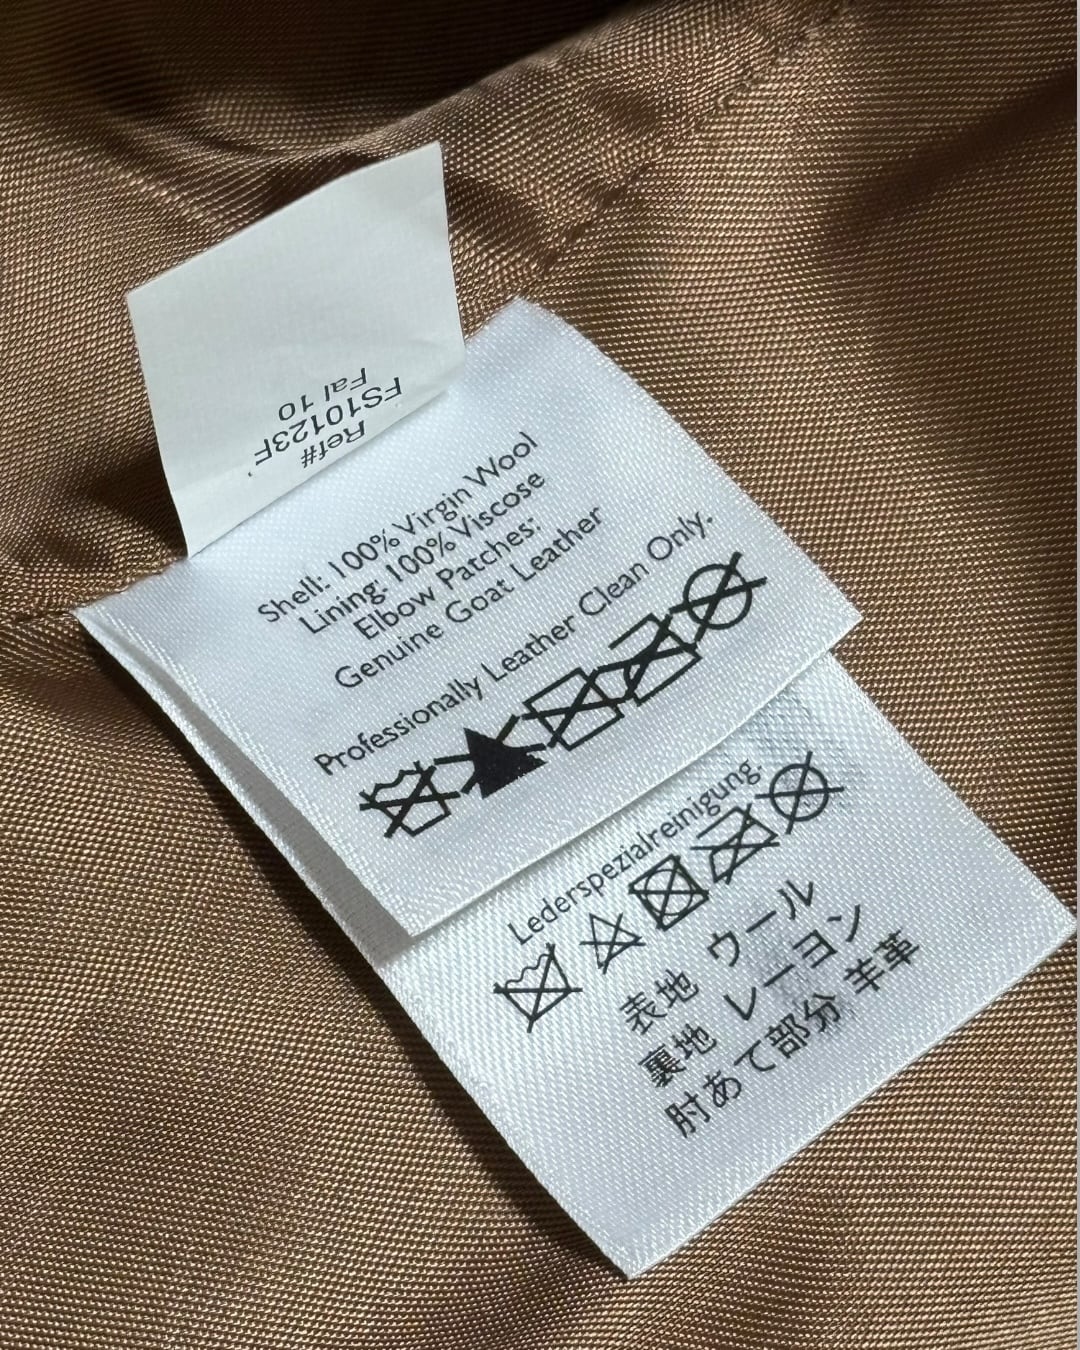 Ref#
FS10123F
Fal 10
Shell: 100% Virgin Wool
Lining: 100% Viscose
Elbow Patches:
Genuine Goat Leather
Professionally Leather Clean Only.
Lederspezialreinigung.
表地 ウール
裏地 レーヨン
肘あて部分 羊革